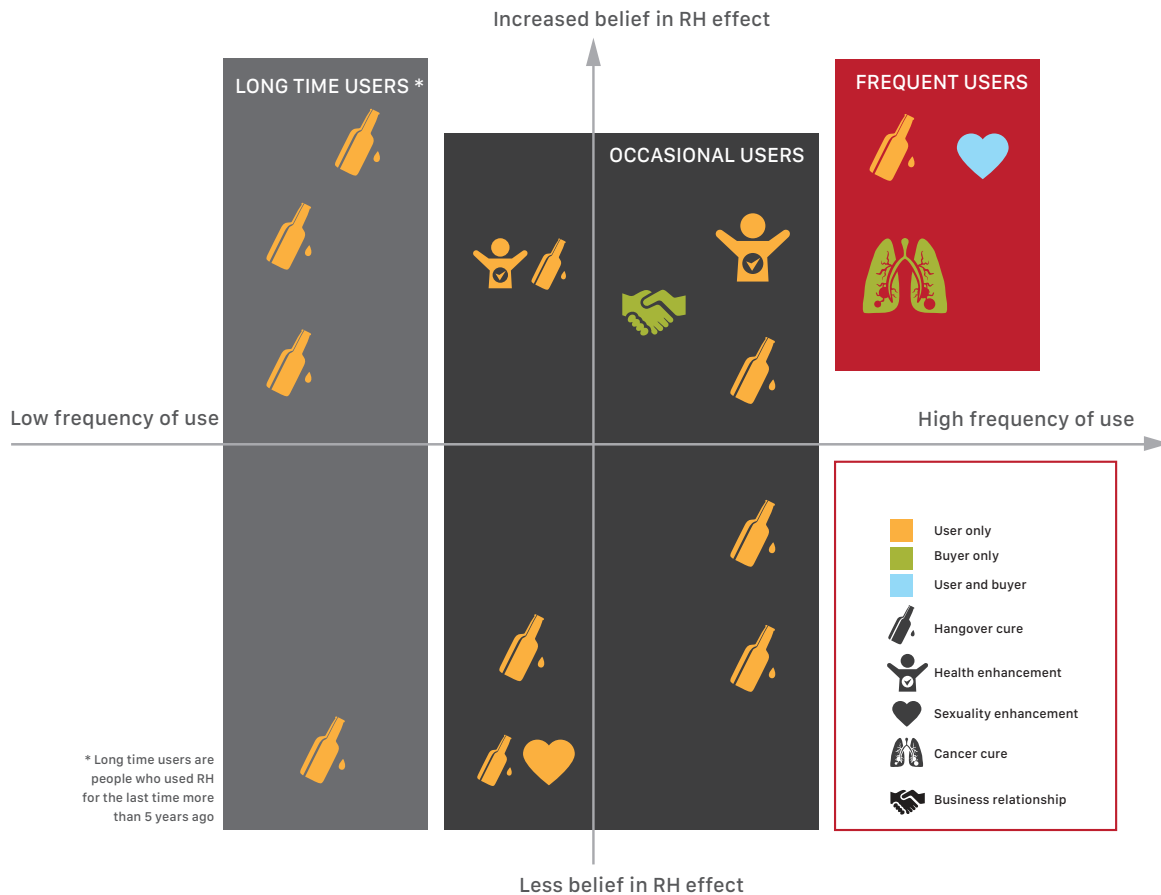 Increased belief in RH effect
LONG TIME USERS *
FREQUENT USERS
OCCASIONAL USERS
Low frequency of use
High frequency of use
User only
Buyer only
User and buyer
Hangover cure
Health enhancement
Sexuality enhancement
Cancer cure
Business relationship
* Long time users are
people who used RH
for the last time more
than 5 years ago
Less belief in RH effect